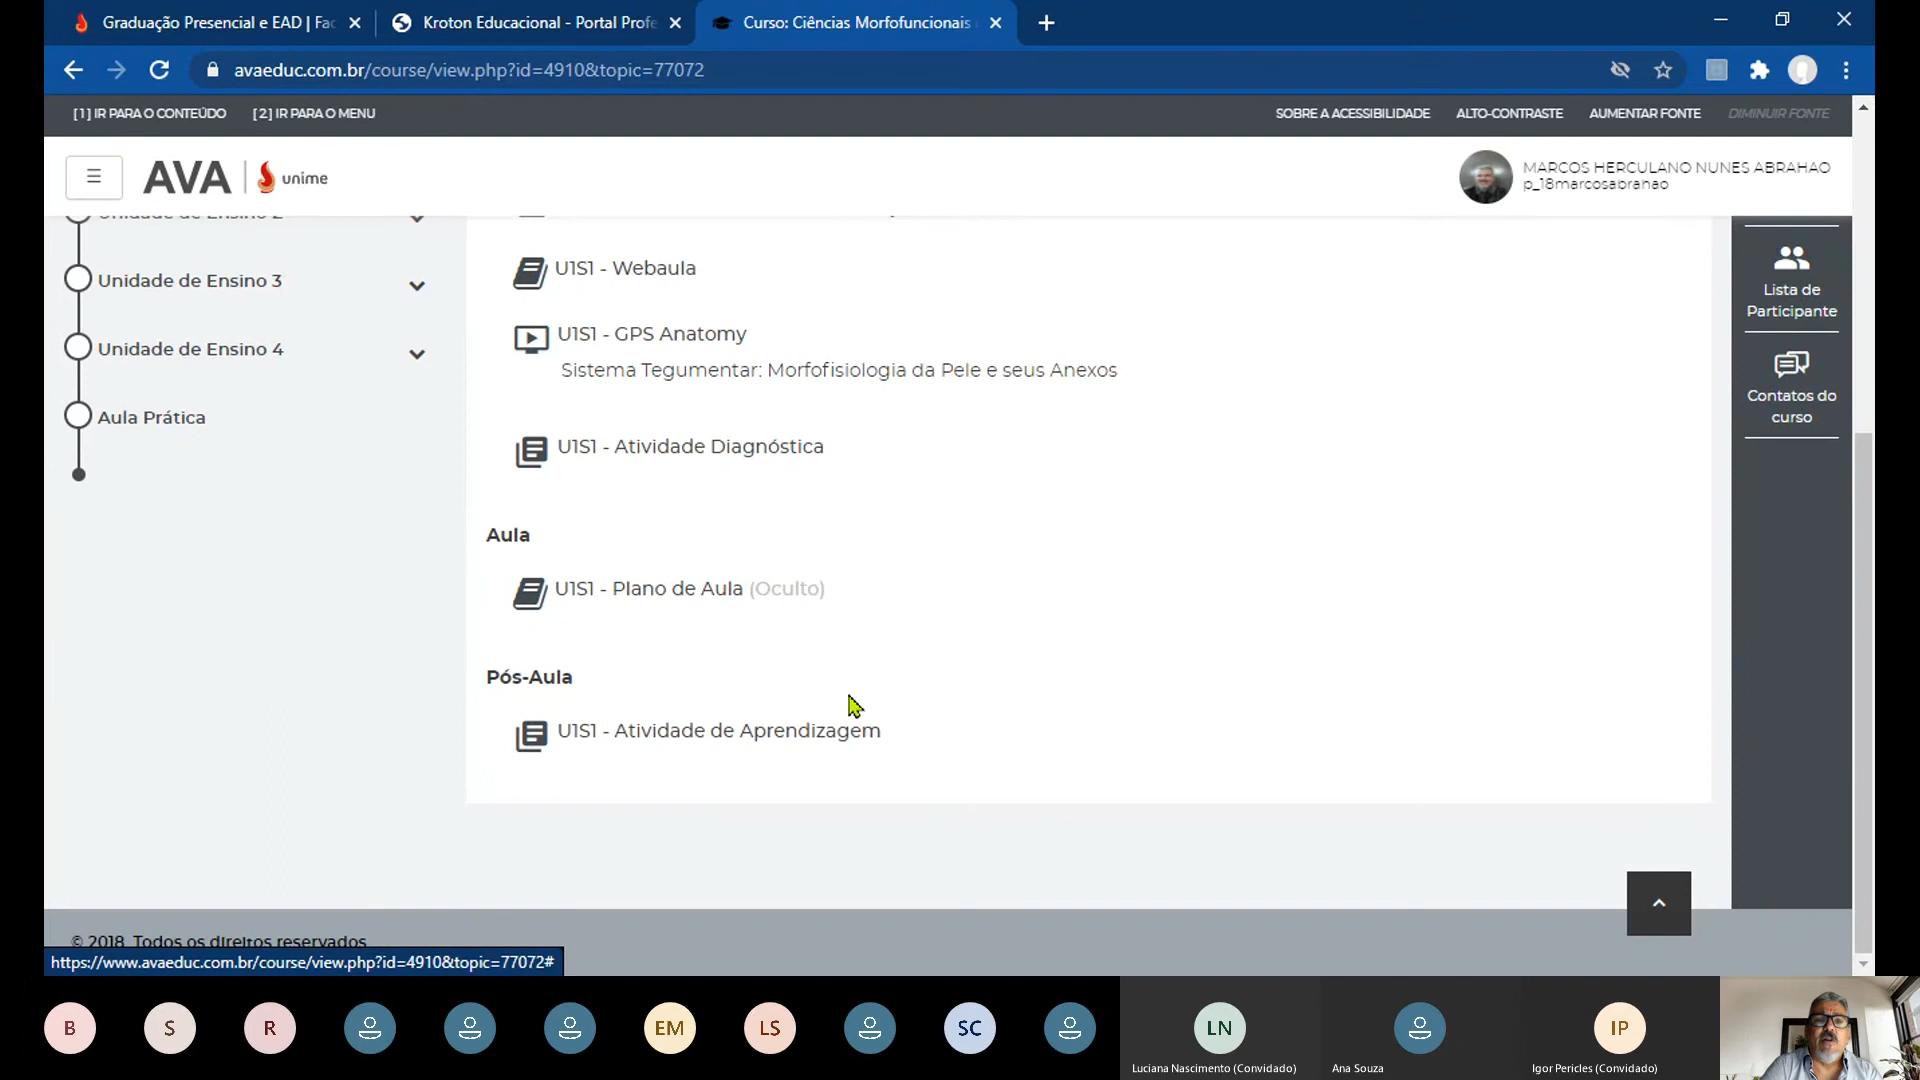 Graduação Presencial e EAD | Fac
Kroton Educacional - Portal Profe
Curso: Ciências Morfofuncionais
avaeduc.com.br/course/view.php?id=4910&topic=77072
[1] IR PARA O CONTEÚDO
[2] IR PARA O MENU
SOBRE A ACESSIBILIDADE
ALTO-CONTRASTE
AUMENTAR FONTE
DIMINUIR FONTE
AVA unime
MARCOS HERCULANO NUNES ABRAHAO
p_18marcosabrahao
Unidade de Ensino 2
Unidade de Ensino 3
Unidade de Ensino 4
Aula Prática
U1S1 - Webaula
U1S1 - GPS Anatomy
Sistema Tegumentar: Morfofisiologia da Pele e seus Anexos
U1S1 - Atividade Diagnóstica
Aula
U1S1 - Plano de Aula (Oculto)
Pós-Aula
U1S1 - Atividade de Aprendizagem
Lista de
Participante
Contatos do
curso
© 2018 Todos os direitos reservados
https://www.avaeduc.com.br/course/view.php?id=4910&topic=77072#
B
S
R
EM
LS
SC
LN
IP
Luciana Nascimento (Convidado)
Ana Souza
Igor Pericles (Convidado)